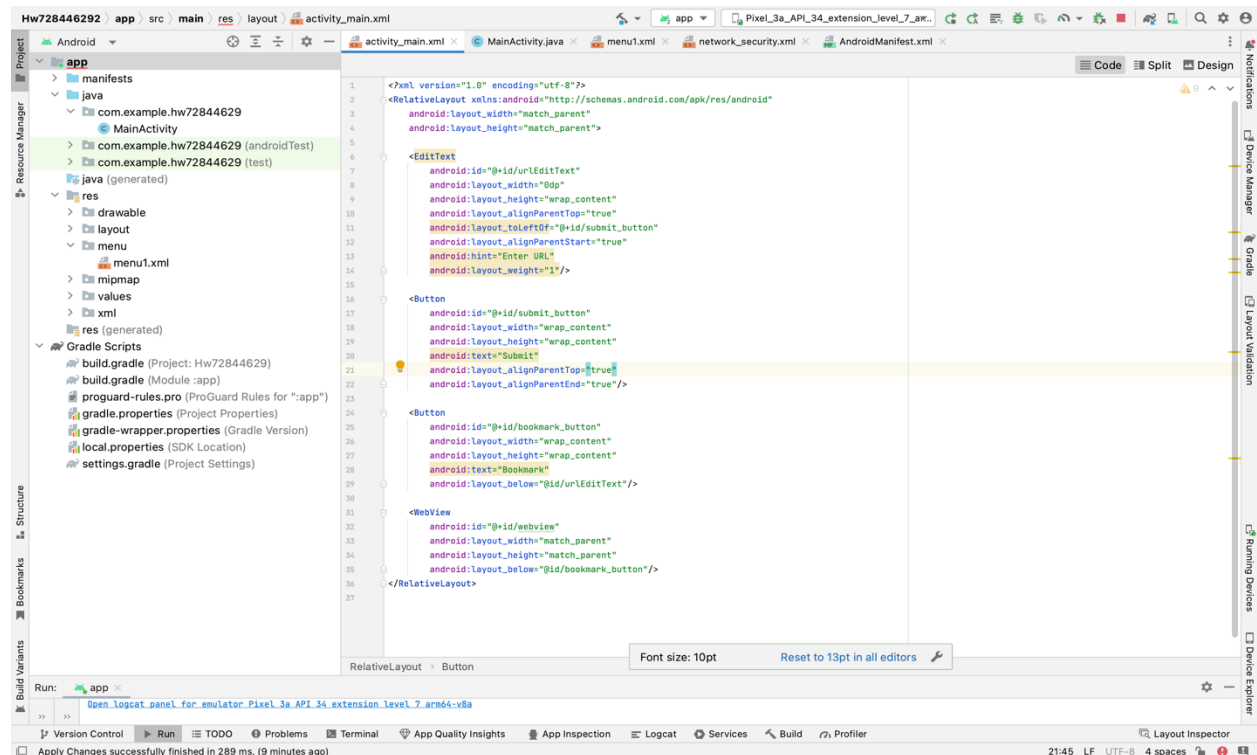 Hw728446292 app src main res layout activity_main.xml
app
Pixel_3a_API_34_extension_level_7_ar..
Project
Resource Manager
Structure
Bookmarks
Build Variants
Android
app
manifests
java
com.example.hw72844629
MainActivity
com.example.hw72844629 (androidTest)
com.example.hw72844629 (test)
java (generated)
res
drawable
layout
menu
menu1.xml
mipmap
values
xml
res (generated)
Gradle Scripts
build.gradle (Project: Hw72844629)
build.gradle (Module :app)
proguard-rules.pro (ProGuard Rules for ":app")
gradle.properties (Project Properties)
gradle-wrapper.properties (Gradle Version)
local.properties (SDK Location)
settings.gradle (Project Settings)
activity_main.xml MainActivity.java menu1.xml network_security.xml AndroidManifest.xml
Code Split Design
9
1 <?xml version="1.0" encoding="utf-8"?>
2 <RelativeLayout xmlns:android="http://schemas.android.com/apk/res/android"
3 android:layout_width="match_parent"
4 android:layout_height="match_parent">
5
6 <EditText
7 android:id="@+id/urlEditText"
8 android:layout_width="0dp"
9 android:layout_height="wrap_content"
10 android:layout_alignParentTop="true"
11 android:layout_toLeftOf="@+id/submit_button"
12 android:layout_alignParentStart="true"
13 android:hint="Enter URL"
14 android:layout_weight="1"/>
15
16 <Button
17 android:id="@+id/submit_button"
18 android:layout_width="wrap_content"
19 android:layout_height="wrap_content"
20 android:text="Submit"
21 android:layout_alignParentTop="true"
22 android:layout_alignParentEnd="true"/>
23
24 <Button
25 android:id="@+id/bookmark_button"
26 android:layout_width="wrap_content"
27 android:layout_height="wrap_content"
28 android:text="Bookmark"
29 android:layout_below="@id/urlEditText"/>
30
31 <WebView
32 android:id="@+id/webview"
33 android:layout_width="match_parent"
34 android:layout_height="match_parent"
35 android:layout_below="@id/bookmark_button"/>
36 </RelativeLayout>
37
Font size: 10pt Reset to 13pt in all editors
RelativeLayout Button
Notifications
Device Manager
Gradle
Layout Validation
Running Devices
Device Explorer
Run: app
Open logcat panel for emulator Pixel 3a API 34 extension level 7 arm64-v8a
Version Control Run TODO Problems Terminal App Quality Insights App Inspection Logcat Services Build Profiler Layout Inspector
Apply Changes successfully finished in 289 ms. (9 minutes ago) 21:45 LF UTF-8 4 spaces